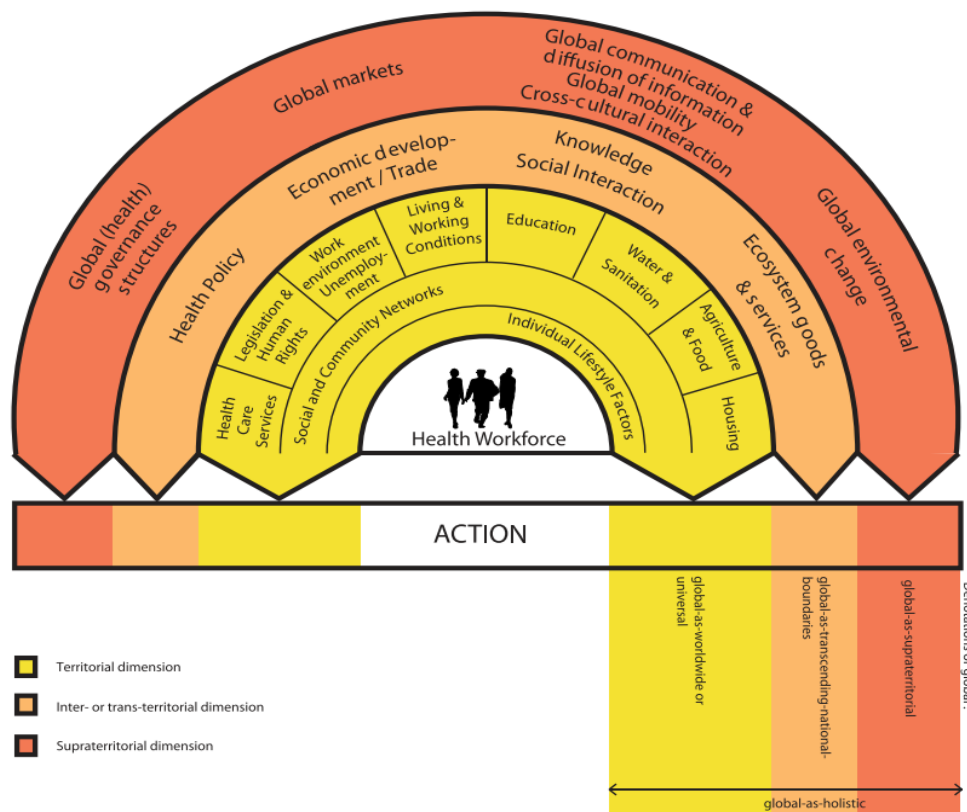 Global markets
Global communication &
diffusion of information
Global mobility
Cross-cultural interaction
Global (health)
governance
structures
Global environmental
change
Health Policy
Economic develop-
ment / Trade
Knowledge
Social Interaction
Ecosystem goods
& services
Health Care
Services
Legislation &
Human
Rights
Work
environment
Unemploy-
ment
Living &
Working
Conditions
Education
Water &
Sanitation
Agriculture
& Food
Housing
Social and Community Networks
Individual Lifestyle Factors
Health Workforce
ACTION
global-as-worldwide or
universal
global-as-transcending-national-
boundaries
global-as-supraterritorial
global-as-holistic
Territorial dimension
Inter- or trans-territorial dimension
Supraterritorial dimension